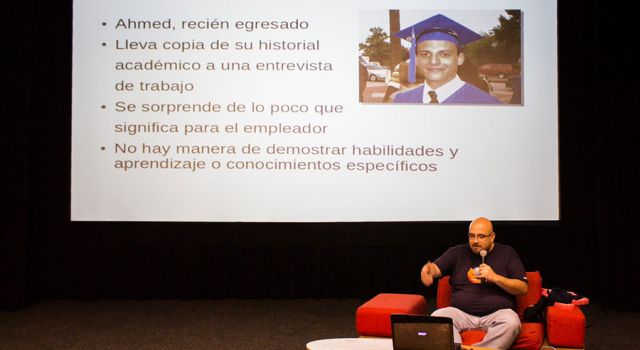 • Ahmed, recién egresado
• Lleva copia de su historial
académico a una entrevista
de trabajo
• Se sorprende de lo poco que
significa para el empleador
• No hay manera de demostrar habilidades y
aprendizaje o conocimientos específicos